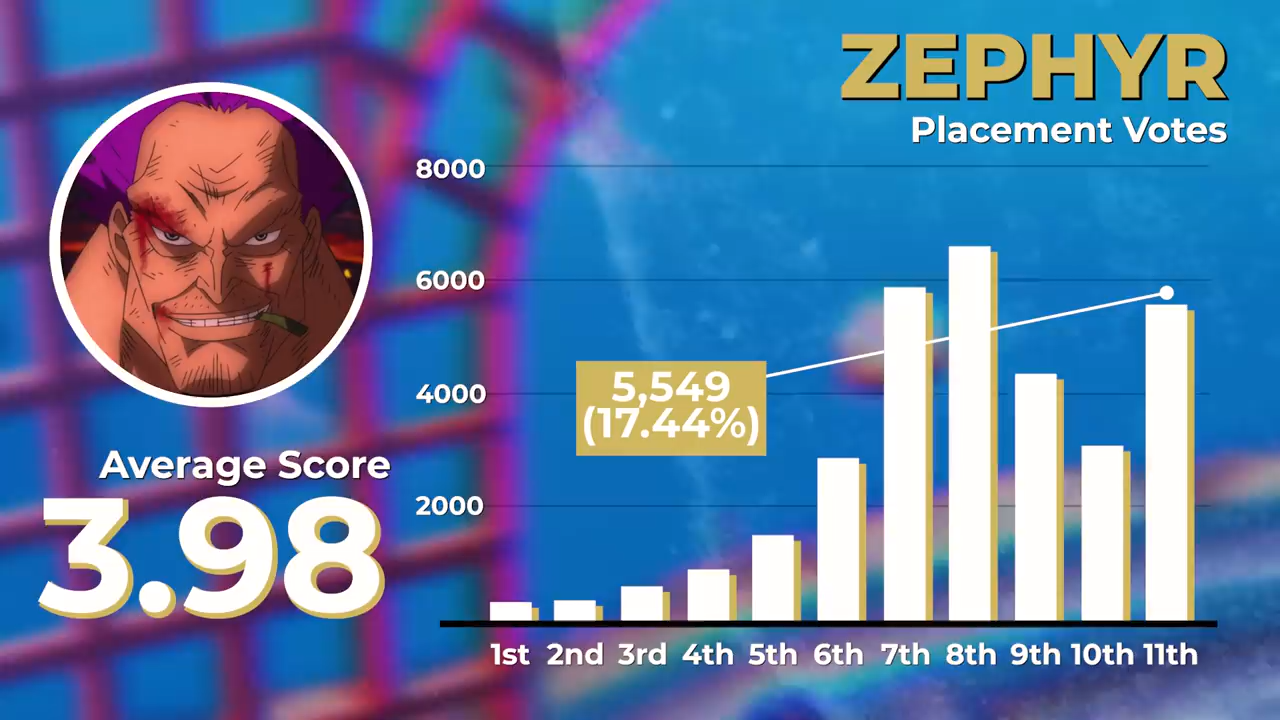 ZEPHYR
Placement Votes
8000
6000
4000
2000
5,549
(17.44%)
Average Score
3.98
1st 2nd 3rd 4th 5th 6th 7th 8th 9th 10th 11th